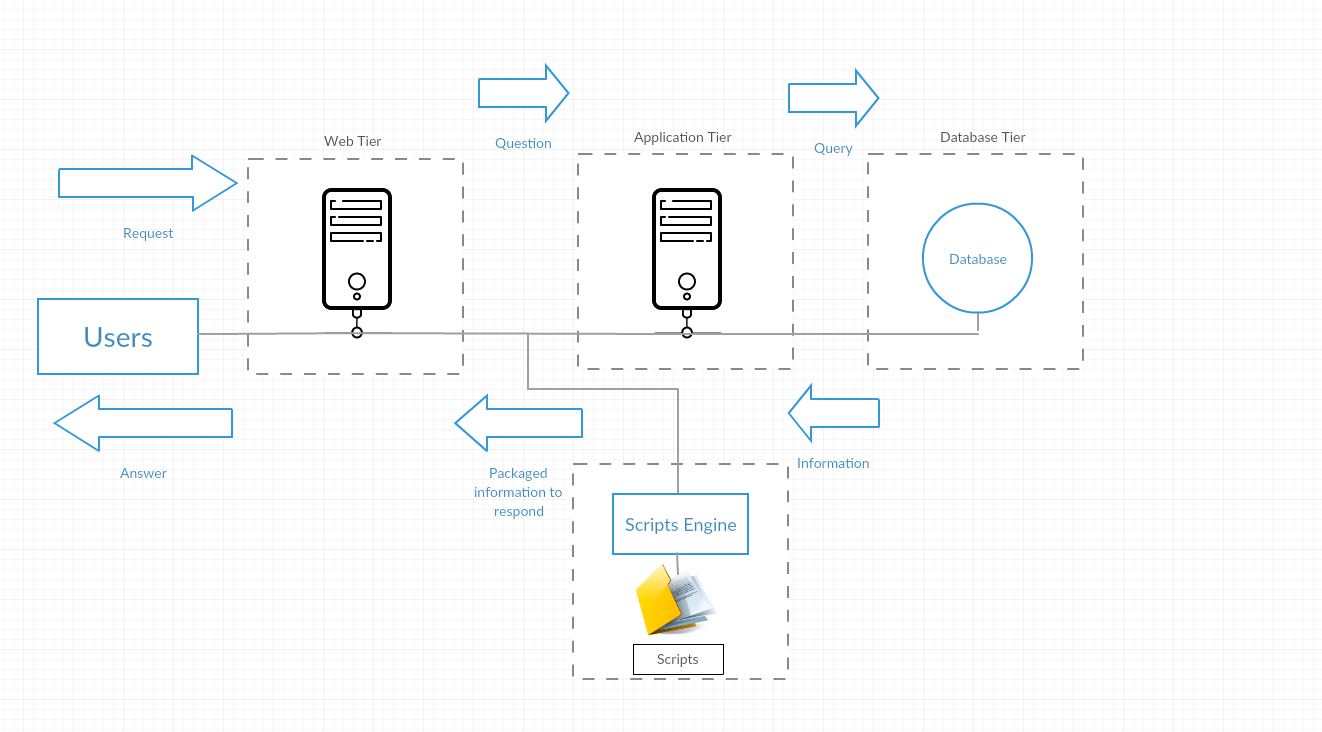 Web Tier
Application Tier
Database Tier
Question
Query
Request
Database
Users
Answer
Information
Packaged
information to
respond
Scripts Engine
Scripts